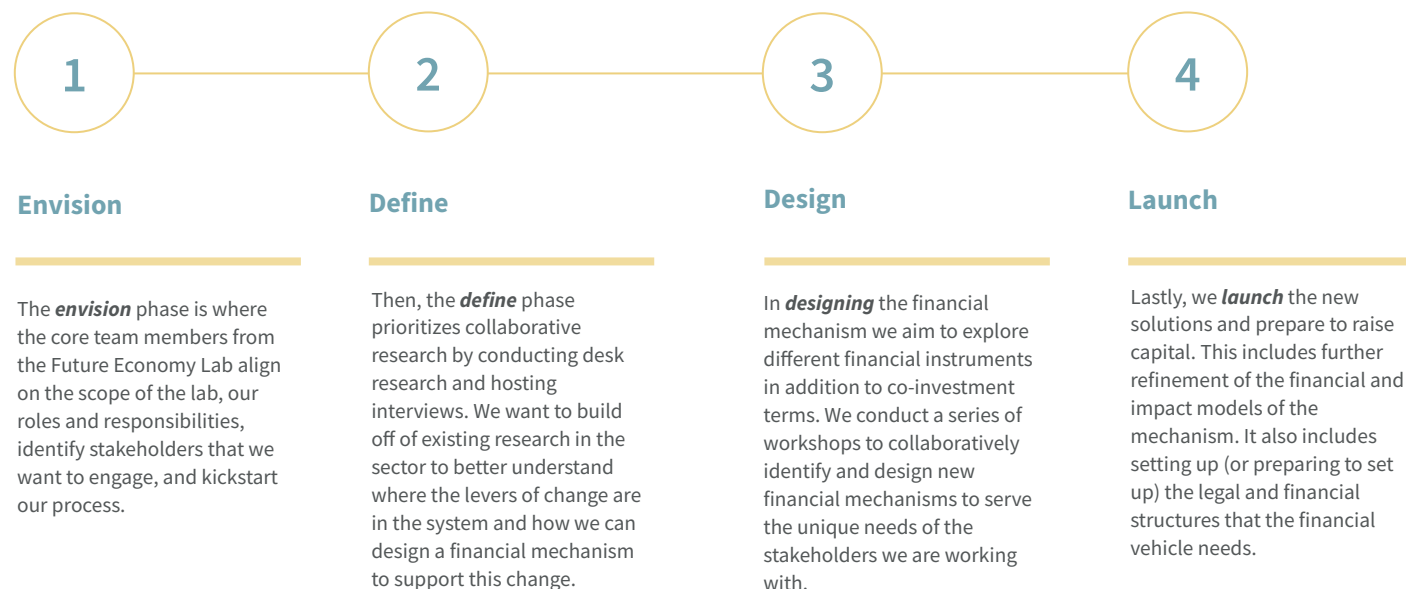 1
2
3
4
Envision
The envision phase is where
the core team members from
the Future Economy Lab align
on the scope of the lab, our
roles and responsibilities,
identify stakeholders that we
want to engage, and kickstart
our process.
Define
Then, the define phase
prioritizes collaborative
research by conducting desk
research and hosting
interviews. We want to build
off of existing research in the
sector to better understand
where the levers of change are
in the system and how we can
design a financial mechanism
to support this change.
Design
In designing the financial
mechanism we aim to explore
different financial instruments
in addition to co-investment
terms. We conduct a series of
workshops to collaboratively
identify and design new
financial mechanisms to serve
the unique needs of the
stakeholders we are working
with.
Launch
Lastly, we launch the new
solutions and prepare to raise
capital. This includes further
refinement of the financial and
impact models of the
mechanism. It also includes
setting up (or preparing to set
up) the legal and financial
structures that the financial
vehicle needs.